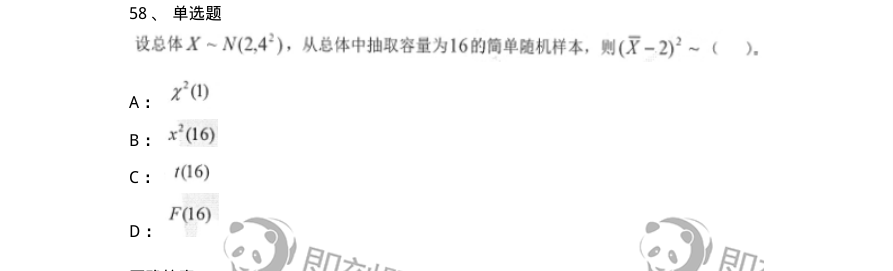 58、 单选题
设总体 X ~ N(2,4²)，从总体中抽取容量为16的简单随机样本，则(X̄ − 2)² ~ （ ）。
A： χ²(1)
B： x²(16)
C： t(16)
D： F(16)